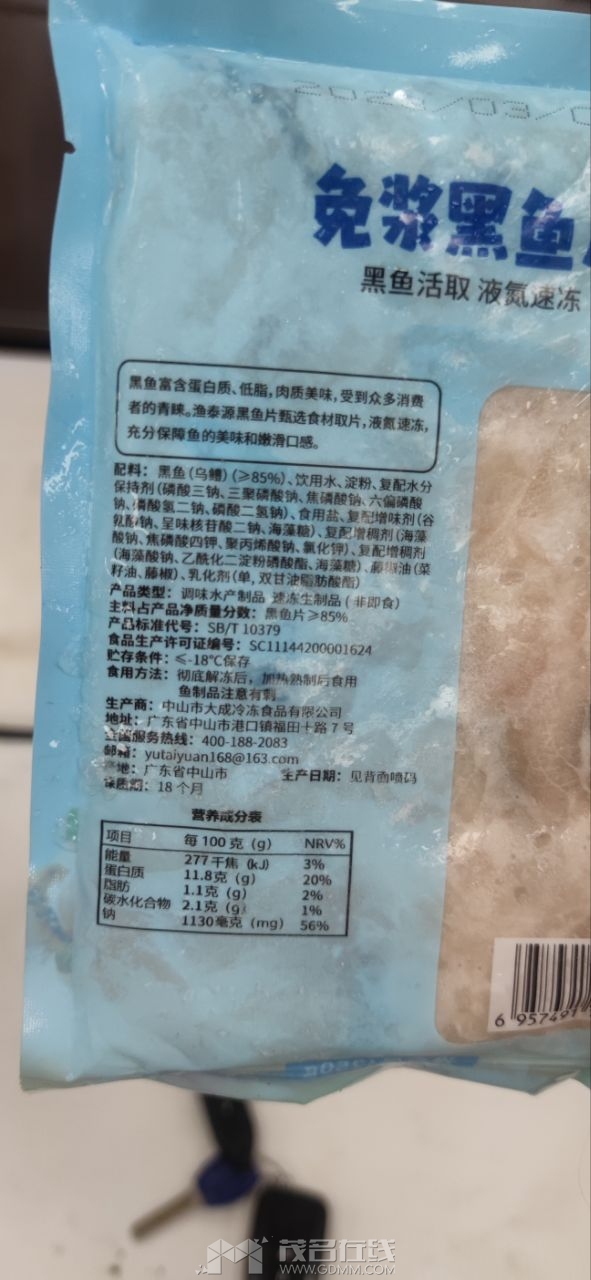 免浆黑鱼
黑鱼活取 液氮速冻
黑鱼富含蛋白质、低脂,肉质美味,受到众多消费
者的青睐。渔泰源黑鱼片甄选食材取片,液氮速冻,
充分保障鱼的美味和嫩滑口感。
配料:黑鱼(乌鳢)(≥85%)、饮用水、淀粉、复配水分
保持剂(磷酸三钠、三聚磷酸钠、焦磷酸钠、六偏磷酸
钠、磷酸氢二钠、磷酸二氢钠)、食用盐、复配增味剂(谷
氨酸钠、呈味核苷酸二钠、海藻糖)、复配增稠剂(海藻
酸钠、焦磷酸四钾、聚丙烯酸钠、氯化钾)、复配增稠剂
(海藻酸钠、乙酰化二淀粉磷酸酯、海藻糖)、藤椒油(菜
籽油、藤椒)、乳化剂(单,双甘油脂肪酸酯)
产品类型:调味水产制品 速冻生制品(非即食)
主料占产品净质量分数:黑鱼片≥85%
产品标准代号:SB/T 10379
食品生产许可证编号:SC11144200001624
贮存条件:≤-18℃保存
食用方法:彻底解冻后,加热熟制后食用
鱼制品注意有刺
生产商:中山市大成冷冻食品有限公司
地址:广东省中山市港口镇福田七路7号
全国服务热线:400-188-2083
邮箱:yutaiyuan168@163.com
产地:广东省中山市 生产日期:见背面喷码
保质期:18个月
营养成分表
项目 每100克(g) NRV%
能量 277千焦(kJ) 3%
蛋白质 11.8克(g) 20%
脂肪 1.1克(g) 2%
碳水化合物 2.1克(g) 1%
钠 1130毫克(mg) 56%
6 957491
茂名在线
WWW.GDMM.COM